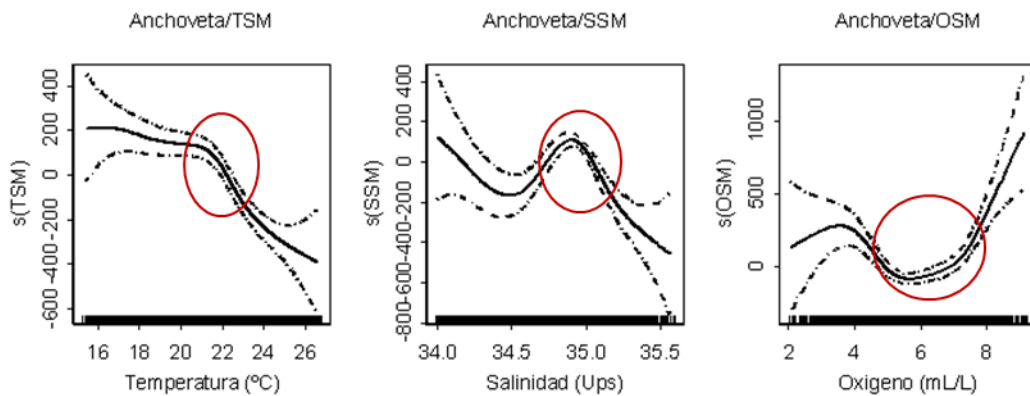 Anchoveta/TSM
s(TSM)
-600 -400 -200 0 200 400
16 18 20 22 24 26
Temperatura (ºC)
Anchoveta/SSM
s(SSM)
-800 -600 -400 -200 0 200 400
34.0 34.5 35.0 35.5
Salinidad (Ups)
Anchoveta/OSM
s(OSM)
0 500 1000
2 4 6 8
Oxigeno (mL/L)